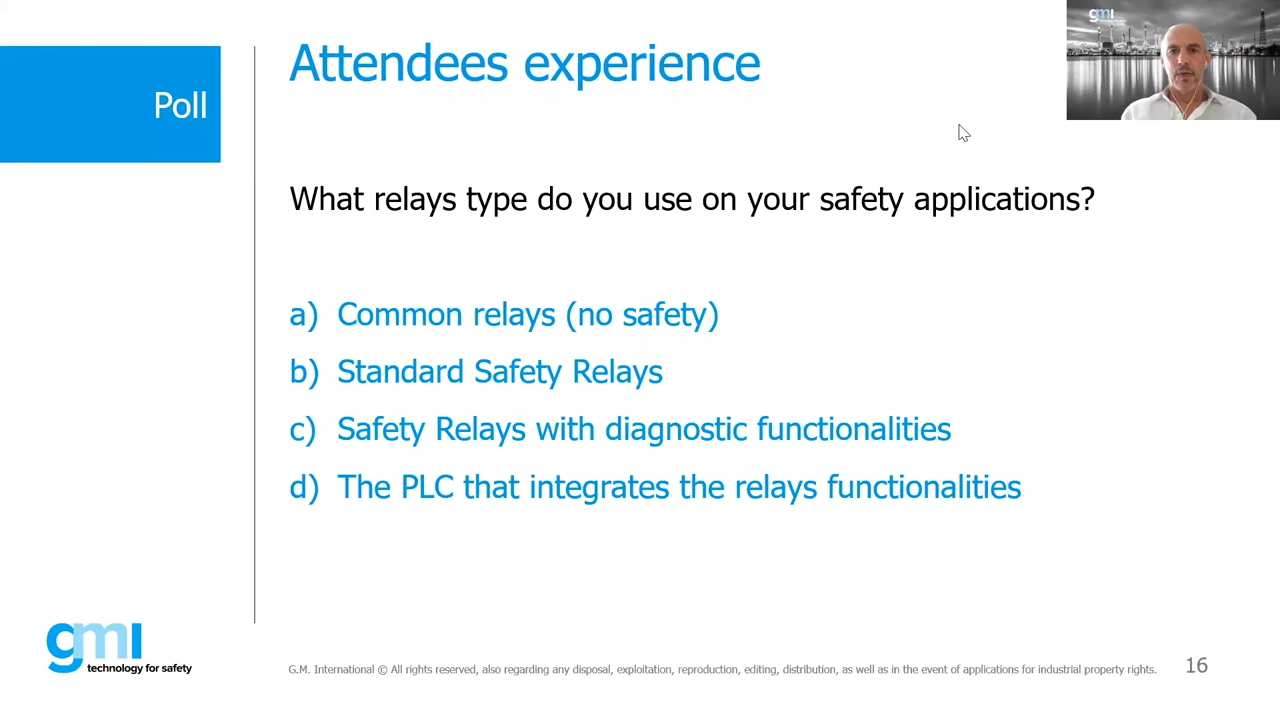 Attendees experience
Poll
What relays type do you use on your safety applications?
a) Common relays (no safety)
b) Standard Safety Relays
c) Safety Relays with diagnostic functionalities
d) The PLC that integrates the relays functionalities
gmi
technology for safety
G.M. International © All rights reserved, also regarding any disposal, exploitation, reproduction, editing, distribution, as well as in the event of applications for industrial property rights.
16
gmi